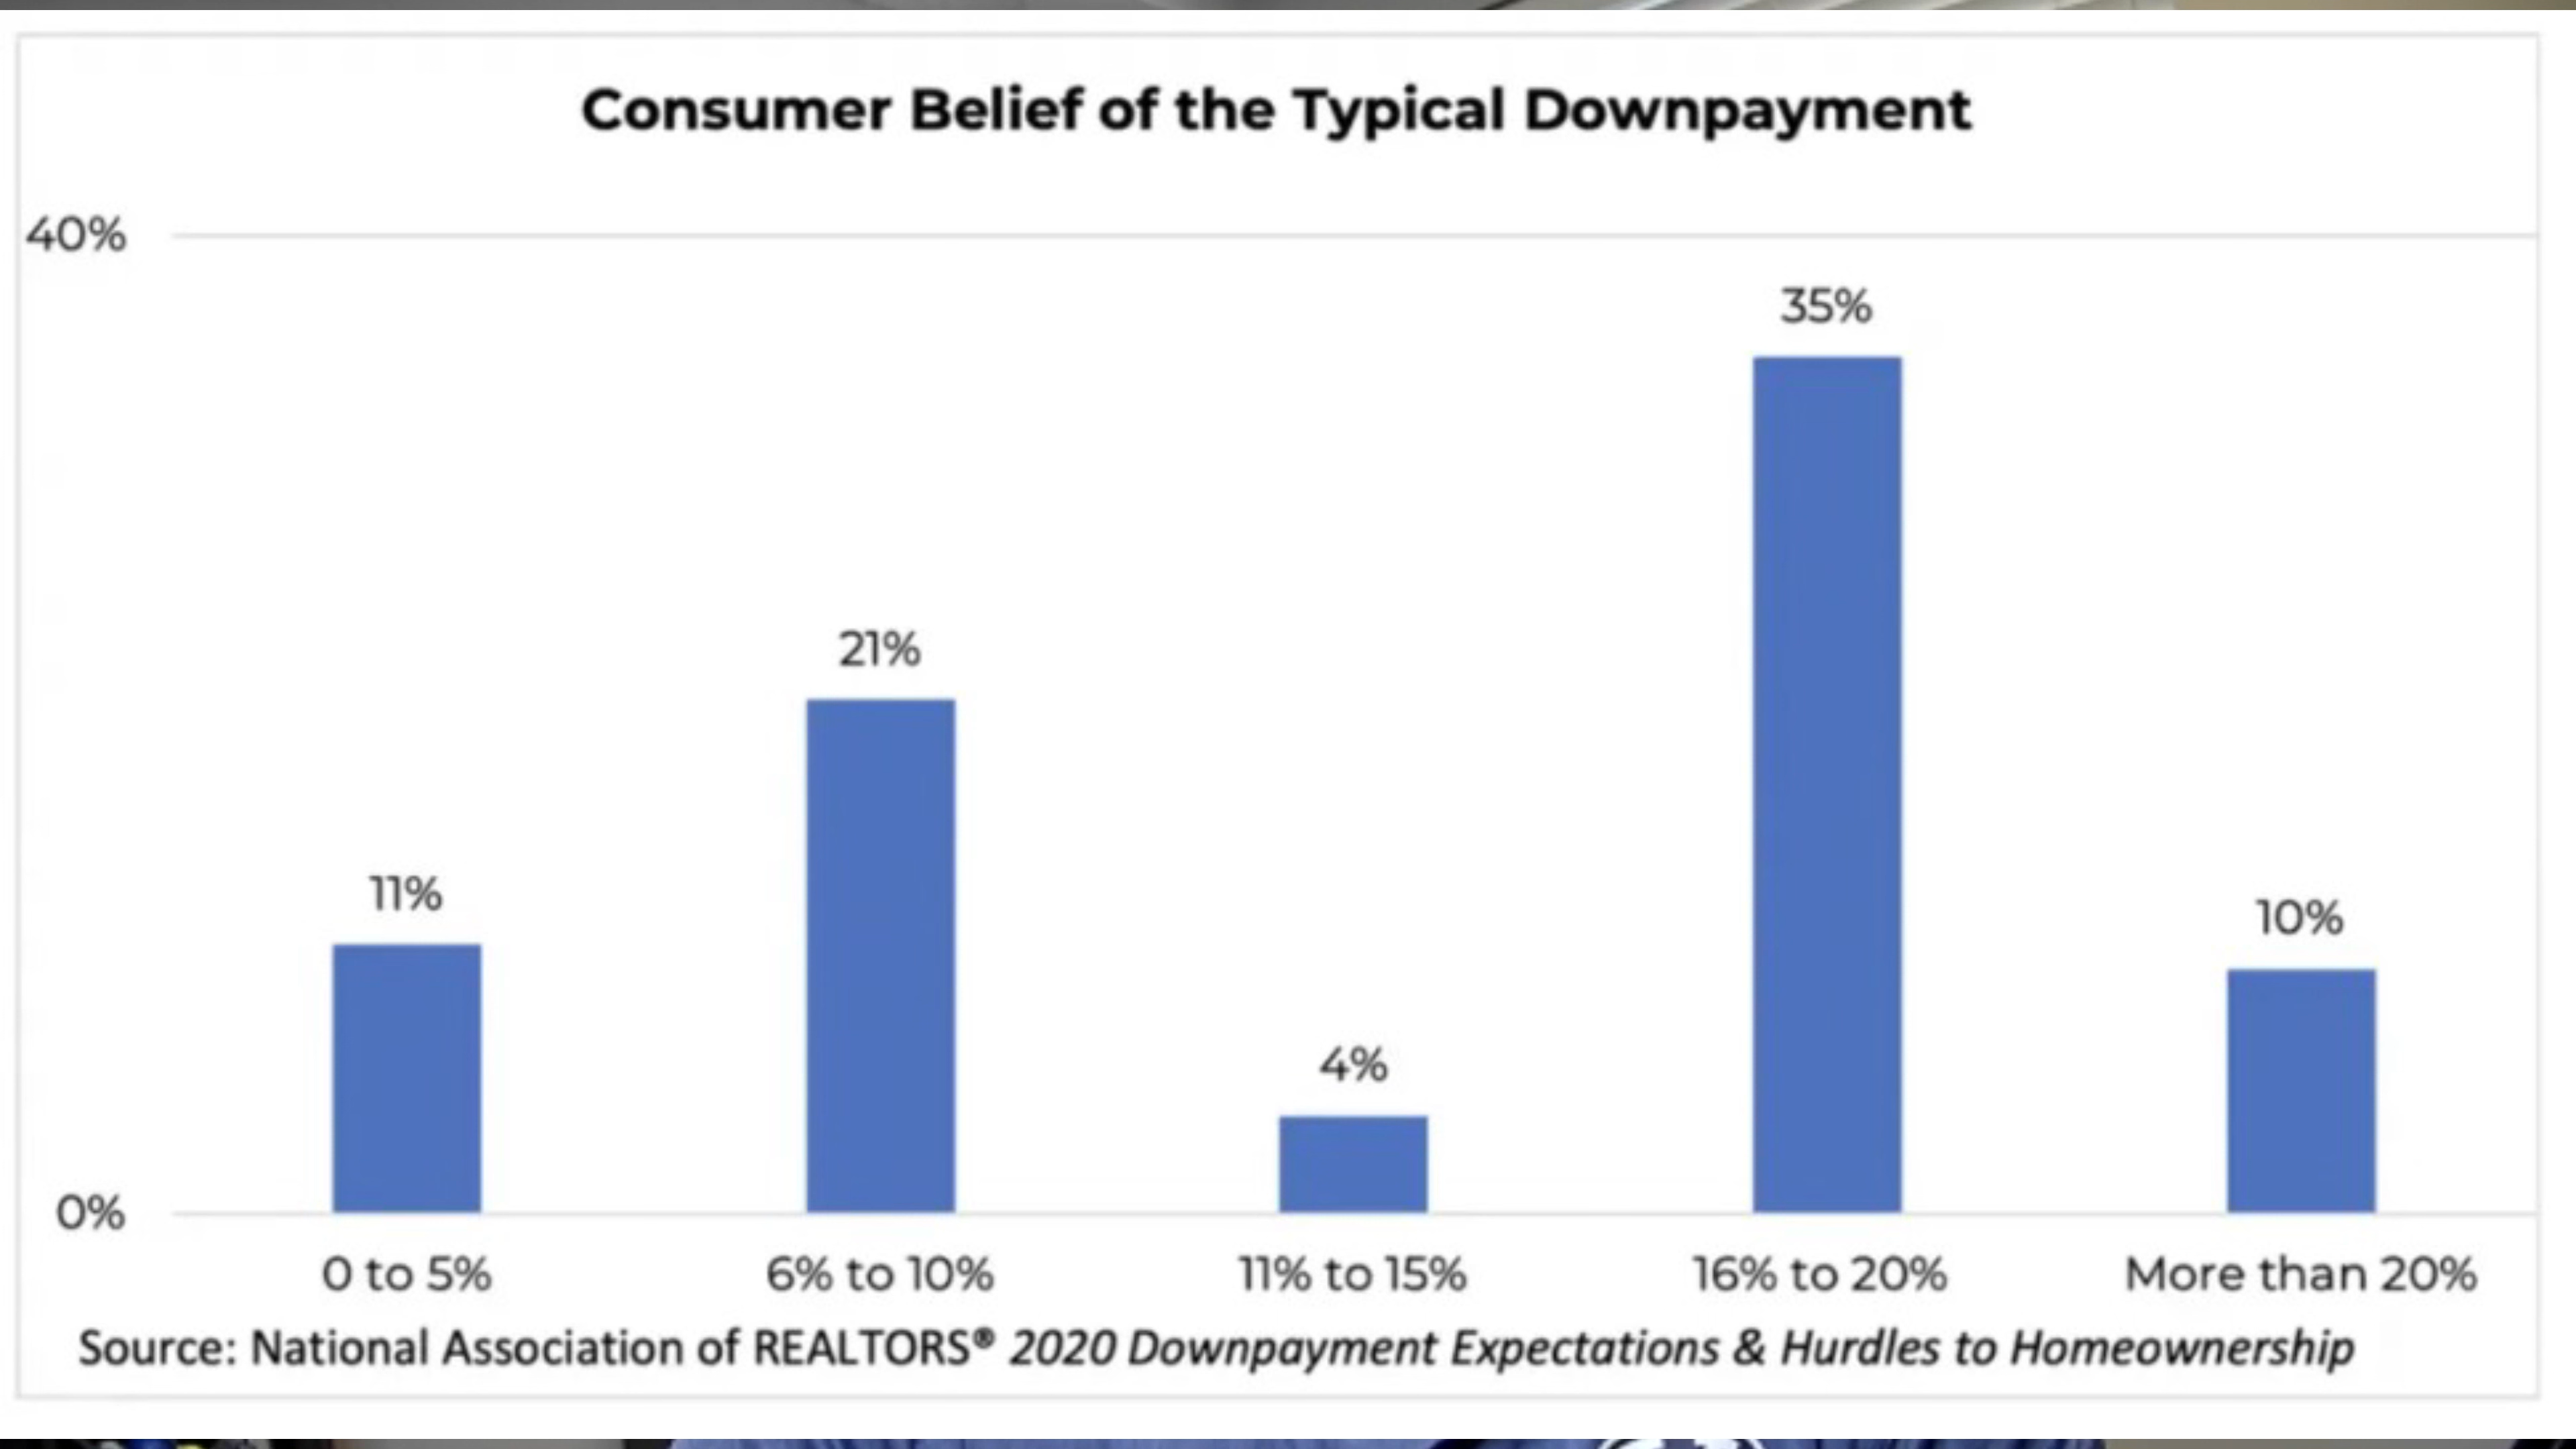 Consumer Belief of the Typical Downpayment
40%
35%
21%
11%
10%
4%
0%
0 to 5% 6% to 10% 11% to 15% 16% to 20% More than 20%
Source: National Association of REALTORS® 2020 Downpayment Expectations & Hurdles to Homeownership